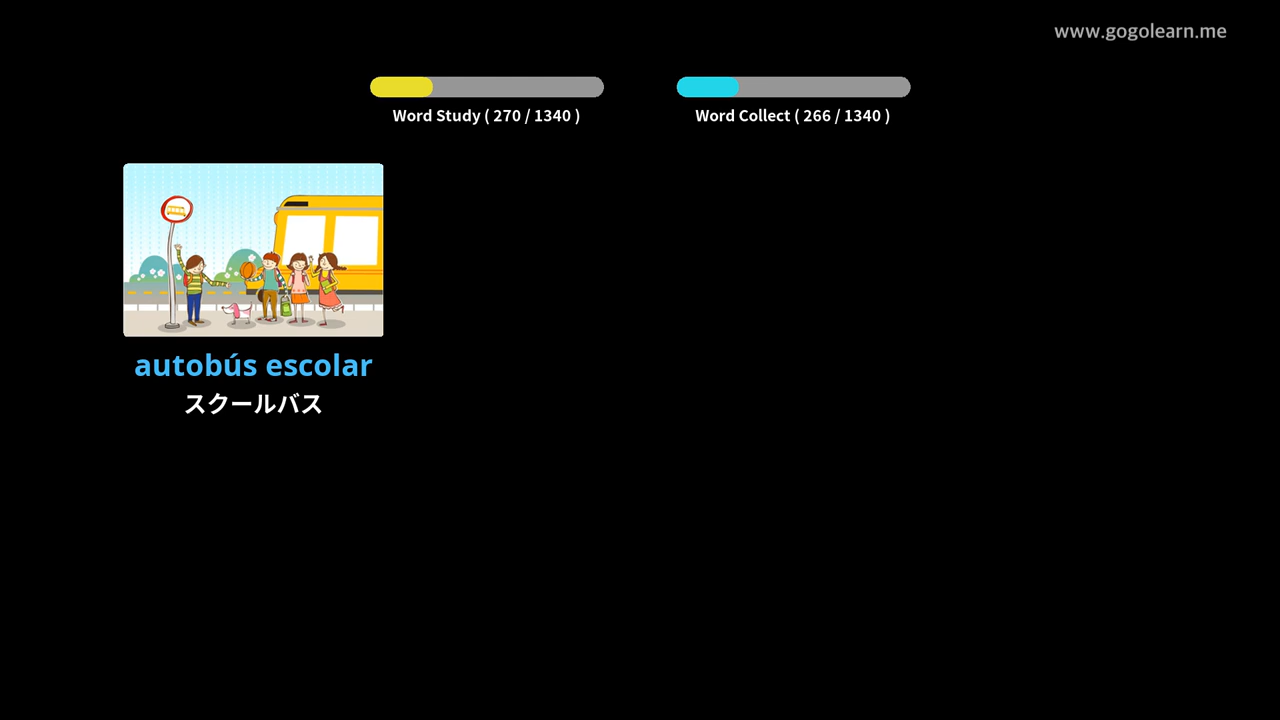 www.gogolearn.me
Word Study ( 270 / 1340 )
Word Collect ( 266 / 1340 )
autobús escolar
スクールバス